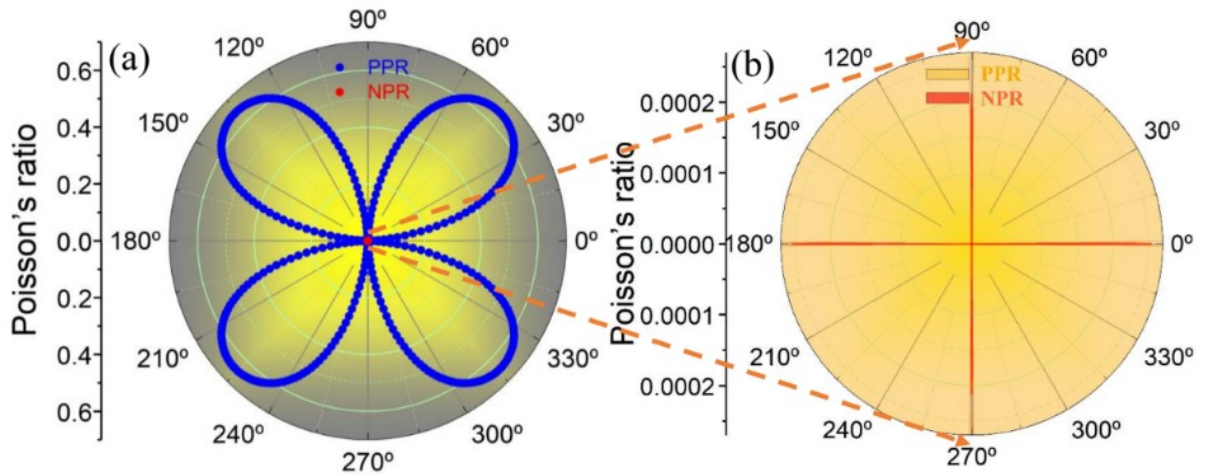 (a)
Poisson's ratio
0.6
0.4
0.2
0.0
0.2
0.4
0.6
90º
60º
30º
0º
330º
300º
270º
240º
210º
180º
150º
120º
PPR
NPR
(b)
Poisson's ratio
0.0002
0.0001
0.0000
0.0001
0.0002
90º
60º
30º
0º
330º
300º
270º
240º
210º
180º
150º
120º
PPR
NPR